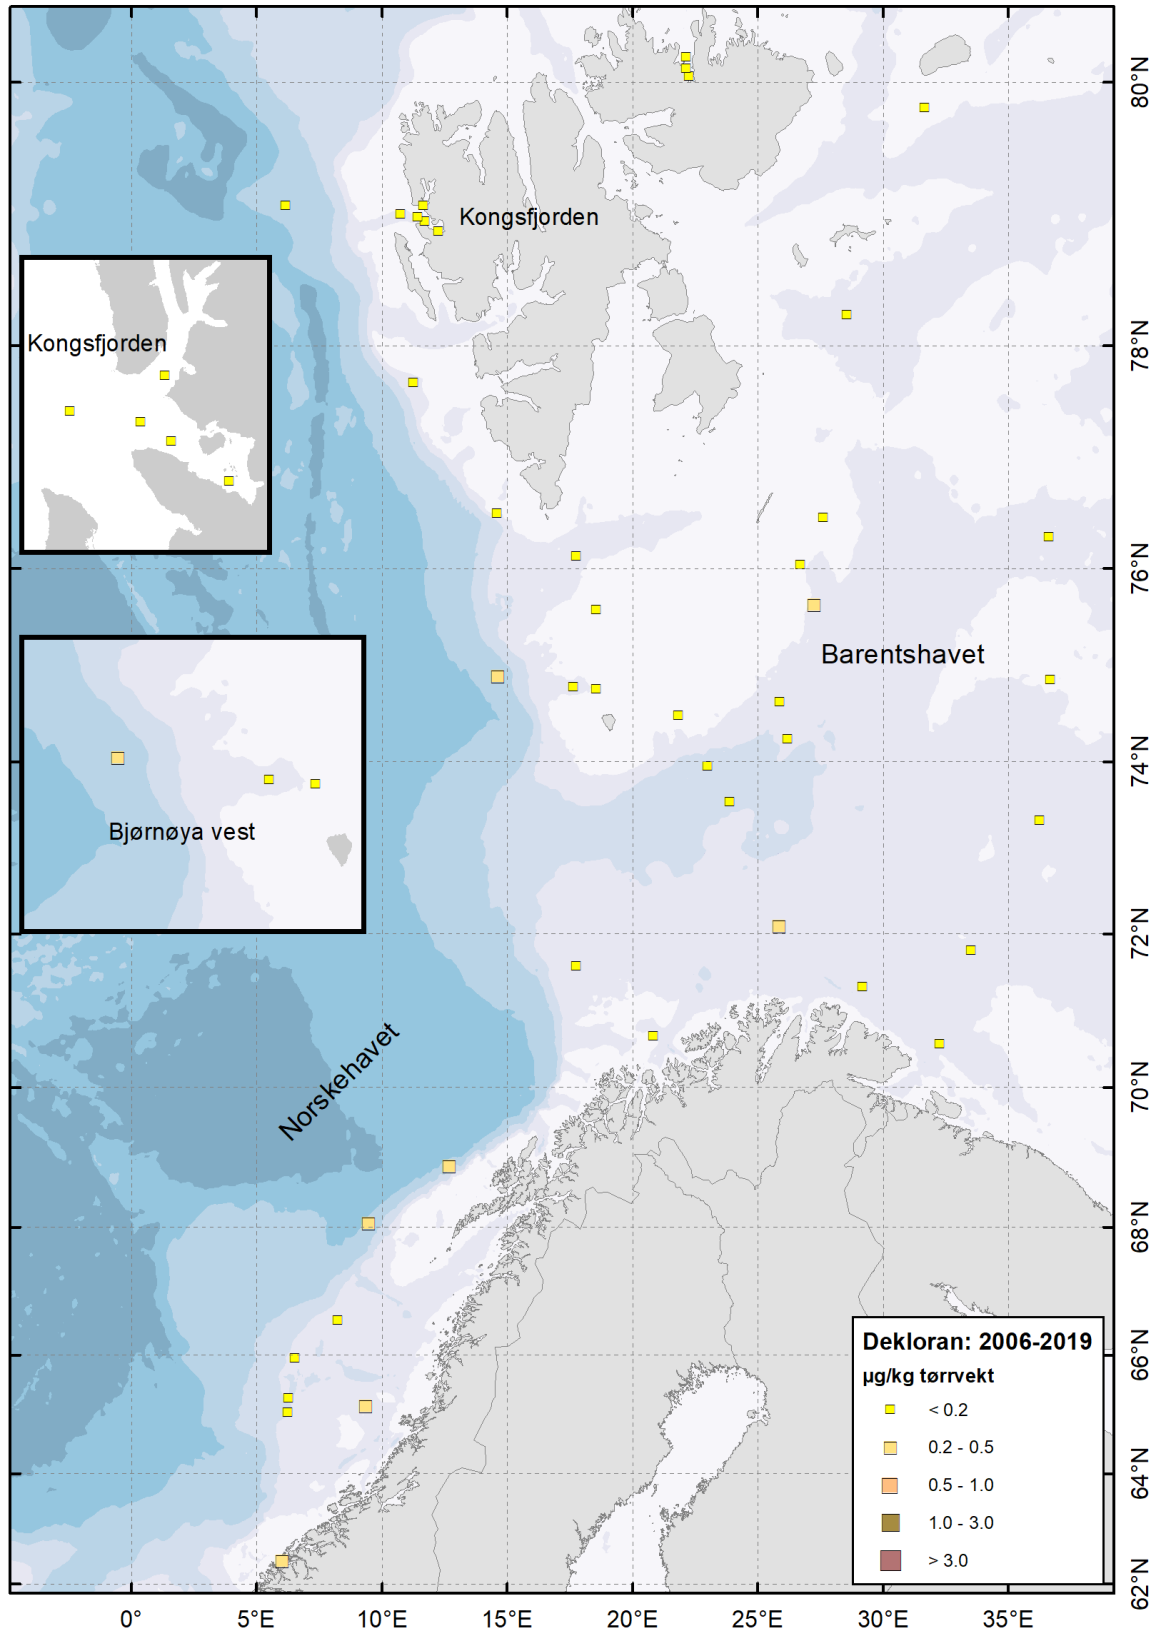 80°N
Kongsfjorden
Kongsfjorden
78°N
76°N
Barentshavet
74°N
Bjørnøya vest
72°N
Norskehavet
70°N
68°N
66°N
64°N
62°N
Dekloran: 2006-2019
µg/kg tørrvekt
< 0.2
0.2 - 0.5
0.5 - 1.0
1.0 - 3.0
> 3.0
0° 5°E 10°E 15°E 20°E 25°E 30°E 35°E